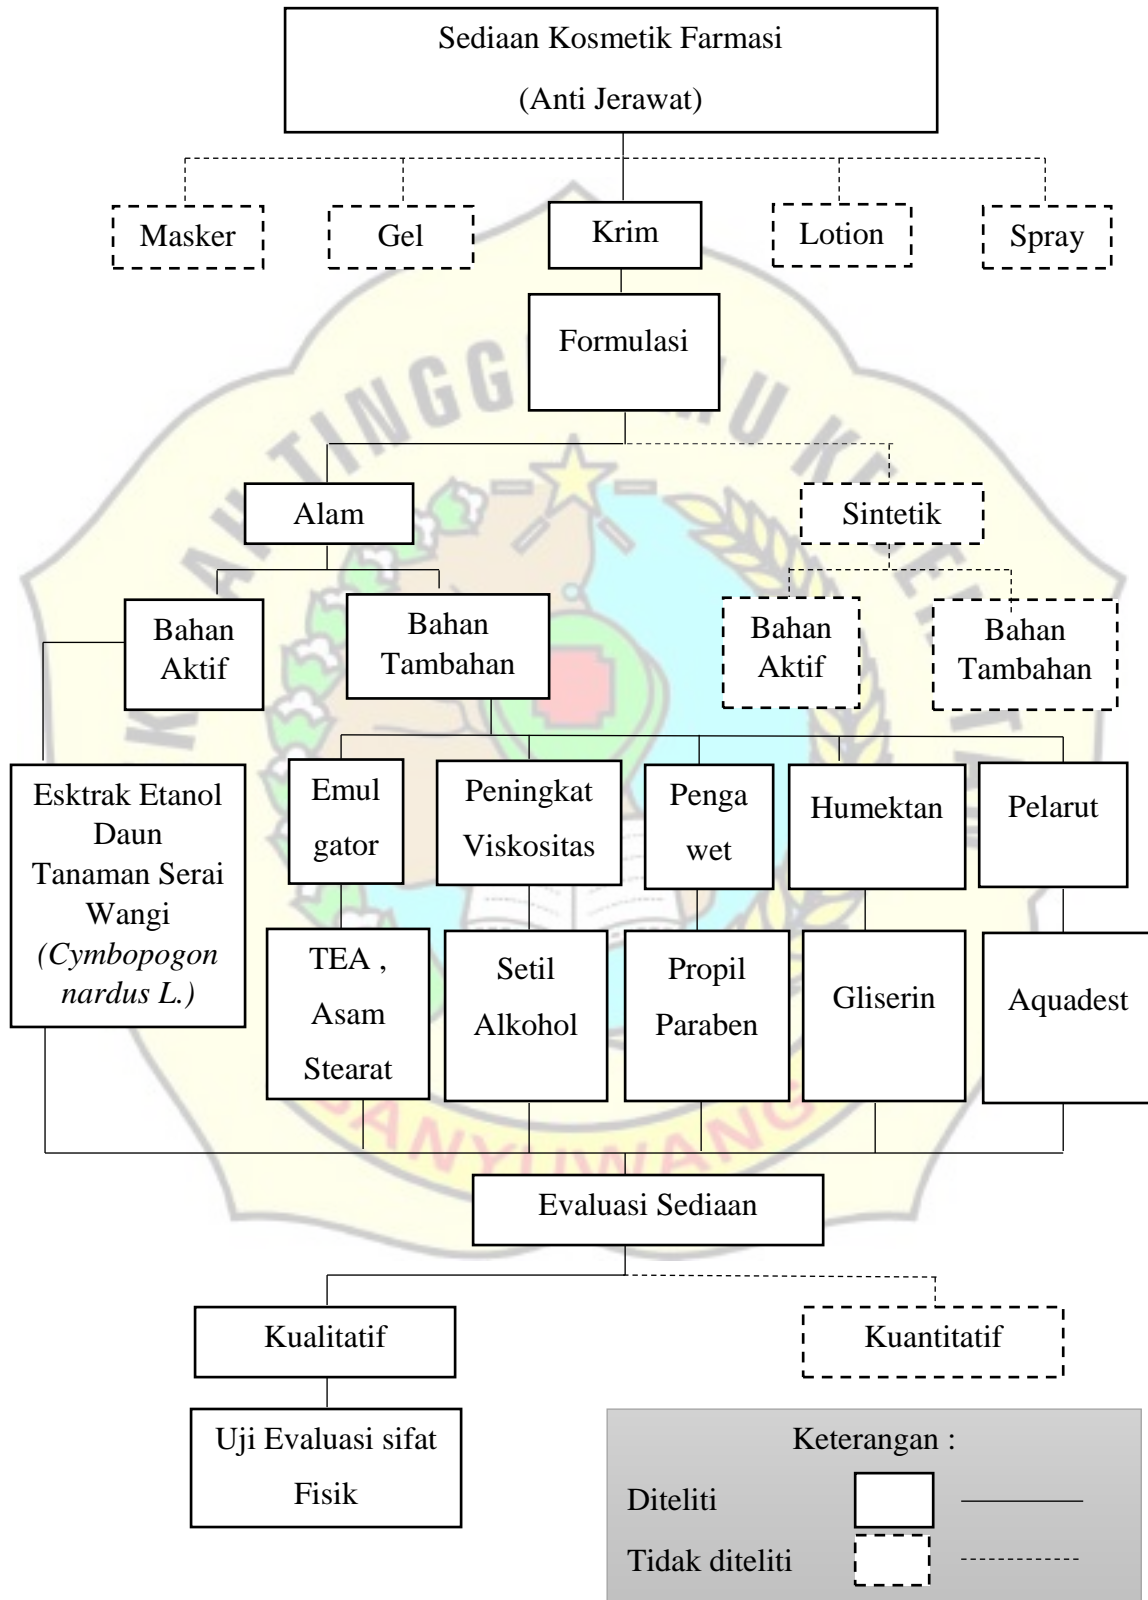 Sediaan Kosmetik Farmasi
(Anti Jerawat)
Masker
Gel
Krim
Lotion
Spray
Formulasi
Alam
Sintetik
Bahan
Aktif
Bahan
Tambahan
Bahan
Aktif
Bahan
Tambahan
Esktrak Etanol
Daun
Tanaman Serai
Wangi
(Cymbopogon
nardus L.)
Emul
gator
Peningkat
Viskositas
Penga
wet
Humektan
Pelarut
TEA ,
Asam
Stearat
Setil
Alkohol
Propil
Paraben
Gliserin
Aquadest
BANYUWANG
Evaluasi Sediaan
Kualitatif
Kuantitatif
Uji Evaluasi sifat
Fisik
Keterangan :
Diteliti
Tidak diteliti